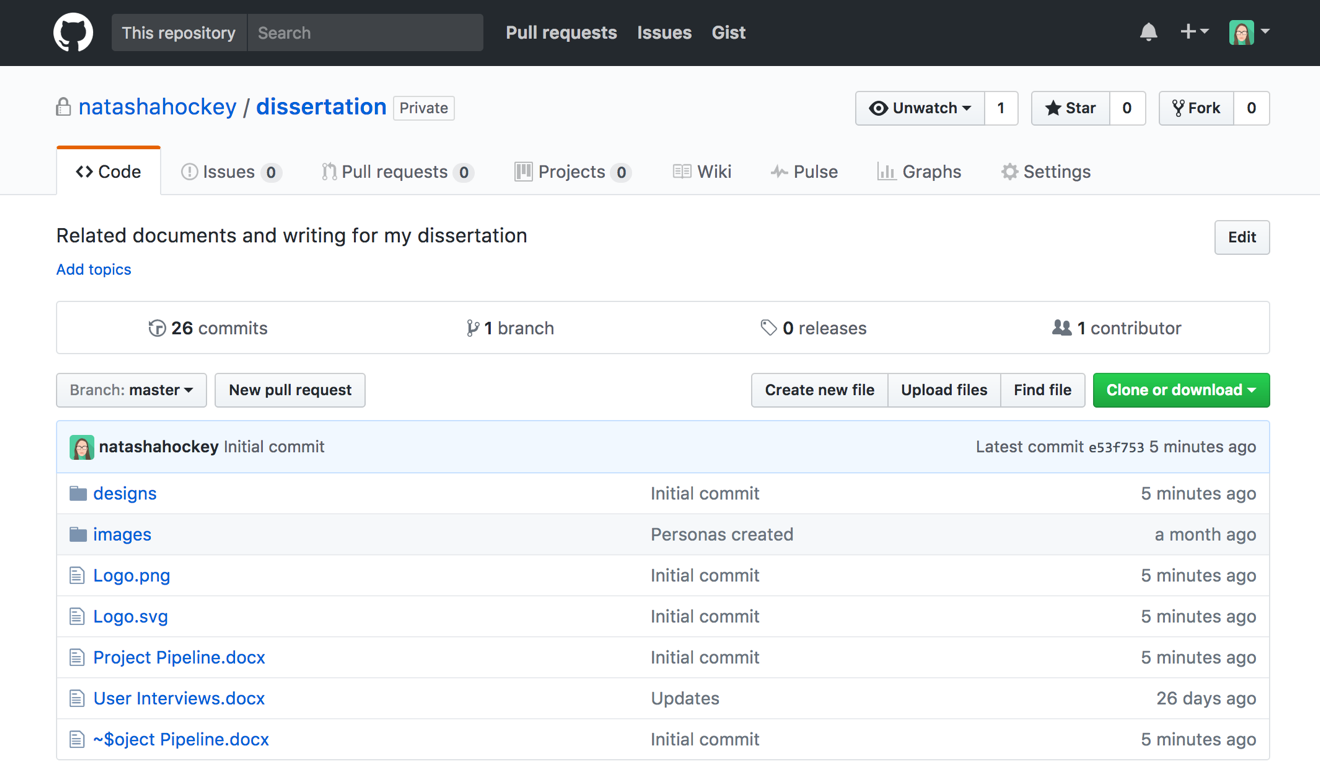 This repository Search Pull requests Issues Gist
natashahockey / dissertation Private Unwatch 1 Star 0 Fork 0
Code Issues 0 Pull requests 0 Projects 0 Wiki Pulse Graphs Settings
Related documents and writing for my dissertation Edit
Add topics
26 commits 1 branch 0 releases 1 contributor
Branch: master New pull request Create new file Upload files Find file Clone or download
natashahockey Initial commit Latest commit e53f753 5 minutes ago
designs Initial commit 5 minutes ago
images Personas created a month ago
Logo.png Initial commit 5 minutes ago
Logo.svg Initial commit 5 minutes ago
Project Pipeline.docx Initial commit 5 minutes ago
User Interviews.docx Updates 26 days ago
~$oject Pipeline.docx Initial commit 5 minutes ago